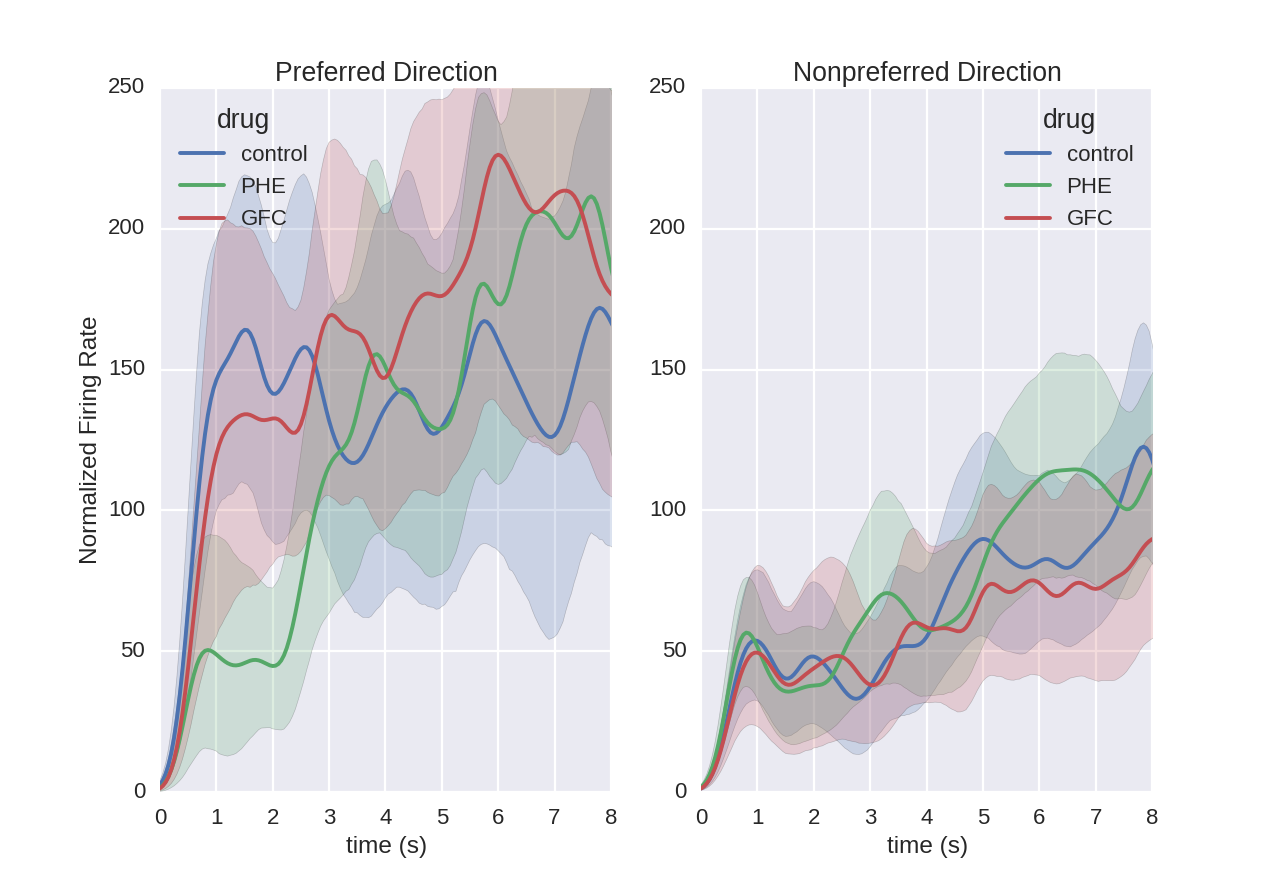 Preferred Direction
Nonpreferred Direction
Normalized Firing Rate
250
200
150
100
50
0
drug
control
PHE
GFC
0 1 2 3 4 5 6 7 8
time (s)
250
200
150
100
50
0
drug
control
PHE
GFC
0 1 2 3 4 5 6 7 8
time (s)